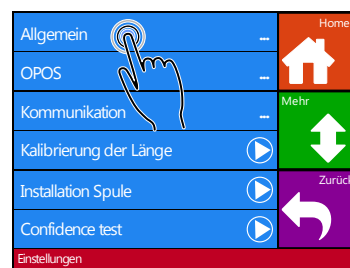 Allgemein ...
Home
OPOS ...
Kommunikation ...
Mehr
Kalibrierung der Länge
Installation Spule
Zurück
Confidence test
Einstellungen